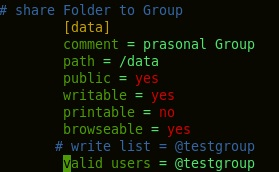 # share Folder to Group
[data]
comment = prasonal Group
path = /data
public = yes
writable = yes
printable = no
browseable = yes
# write list = @testgroup
valid users = @testgroup